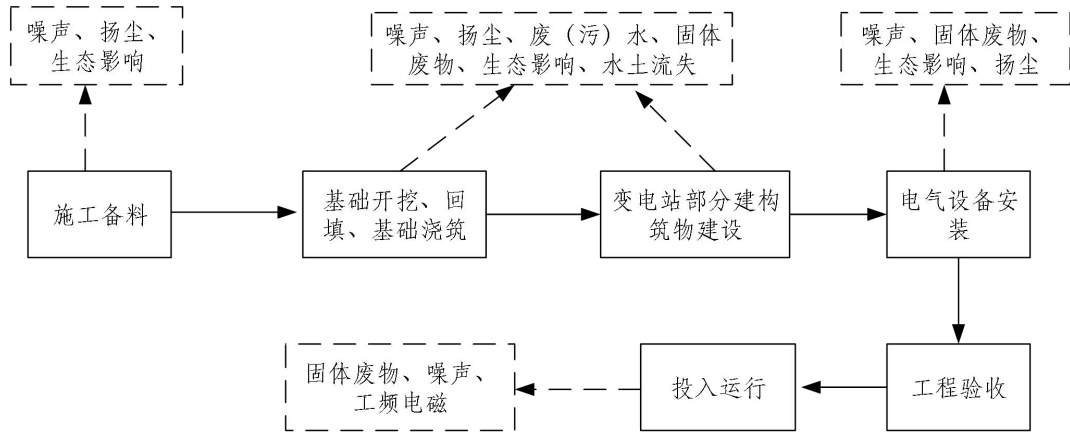 噪声、扬尘、
生态影响
噪声、扬尘、废（污）水、固体
废物、生态影响、水土流失
噪声、固体废物、
生态影响、扬尘
施工备料
基础开挖、回
填、基础浇筑
变电站部分建构
筑物建设
电气设备安
装
固体废物、噪声、
工频电磁
投入运行
工程验收